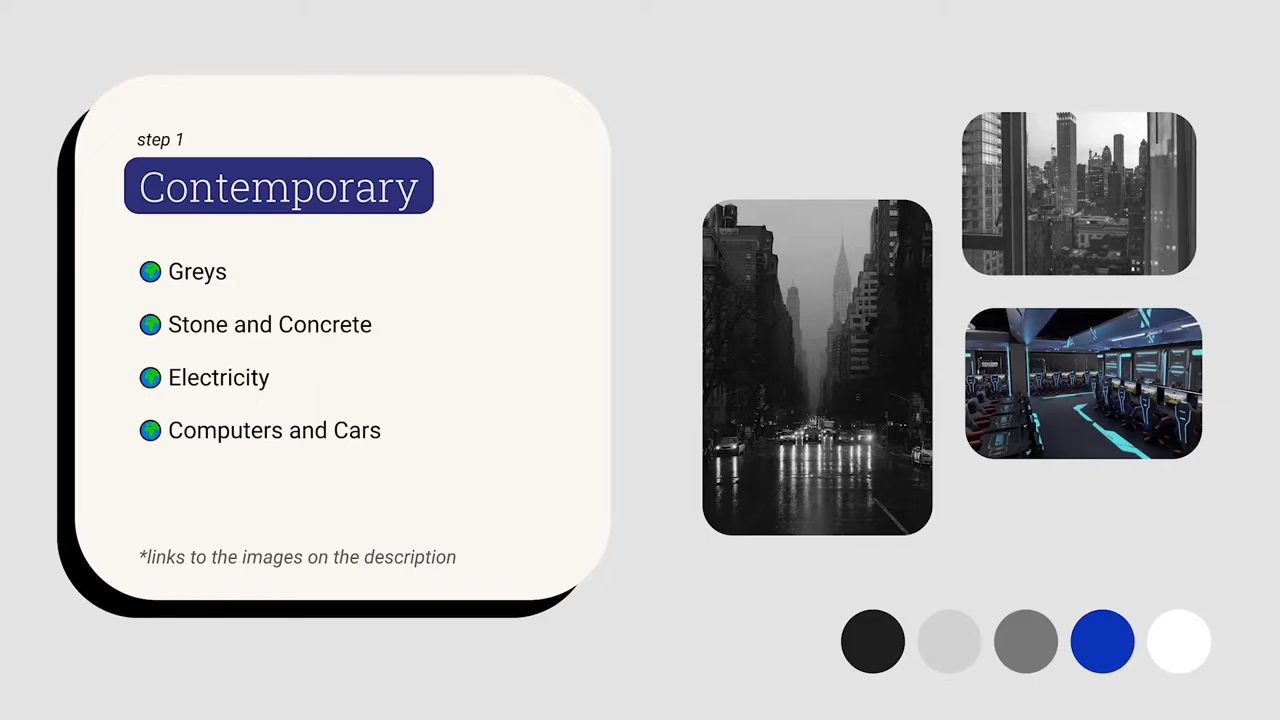 step 1
Contemporary
Greys
Stone and Concrete
Electricity
Computers and Cars
*links to the images on the description